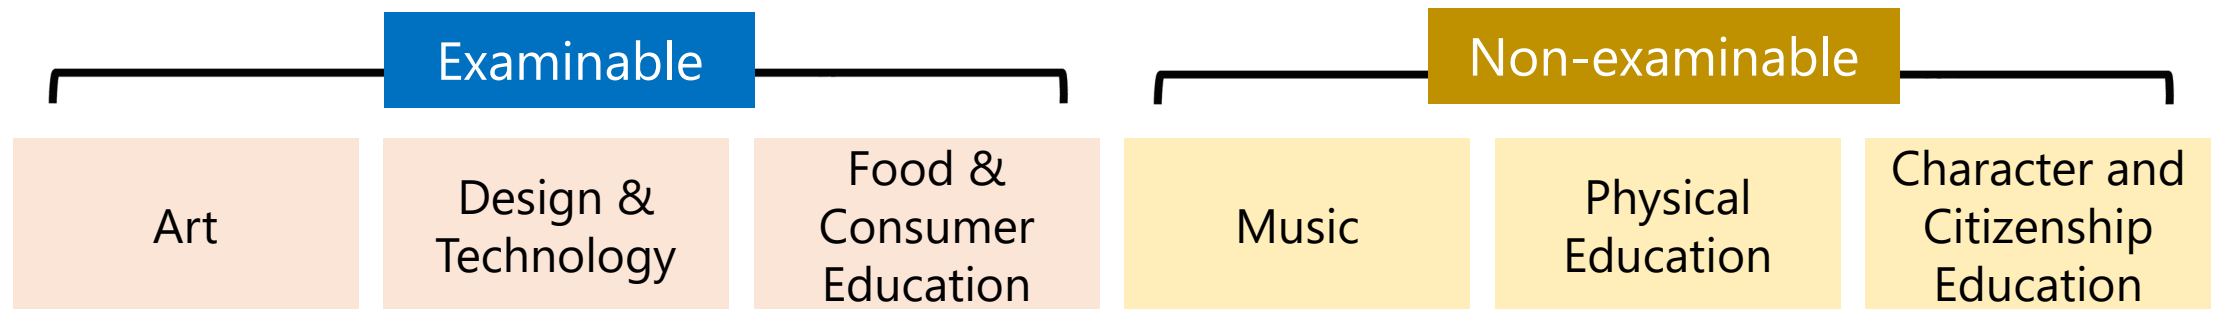 Examinable
Non-examinable
Art
Design &
Technology
Food &
Consumer
Education
Music
Physical
Education
Character and
Citizenship
Education